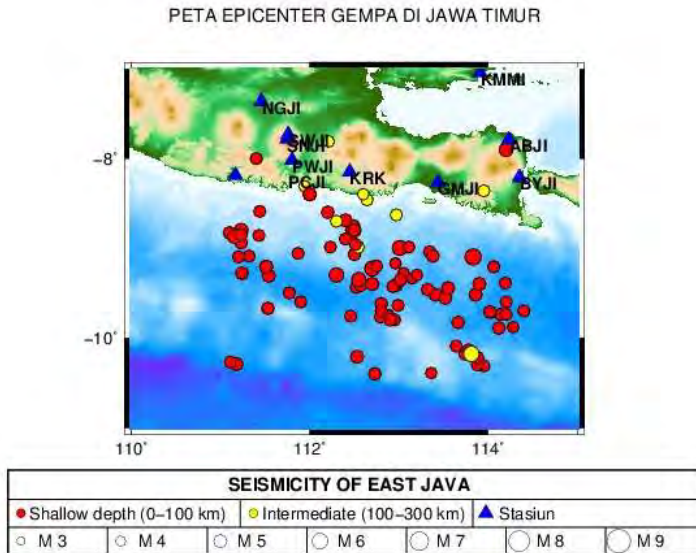 PETA EPICENTER GEMPA DI JAWA TIMUR
KMMI
NGJI
SWJI
SNJI
ABJI
−8°
PWJI
KRK
PCJI
GMJI
BYJI
−10°
110°
112°
114°
SEISMICITY OF EAST JAVA
Shallow depth (0−100 km) Intermediate (100−300 km) Stasiun
M 3 M 4 M 5 M 6 M 7 M 8 M 9